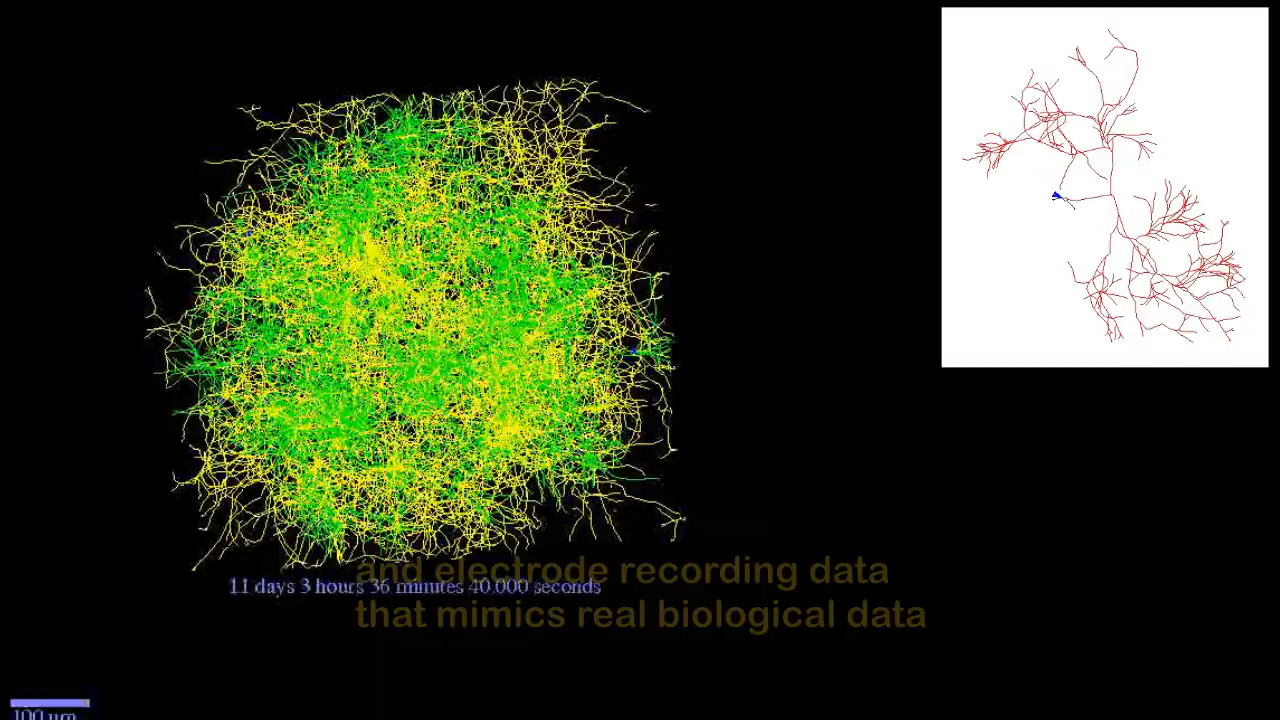 and electrode recording data
11 days 3 hours 36 minutes 40.000 seconds
that mimics real biological data
100 µm